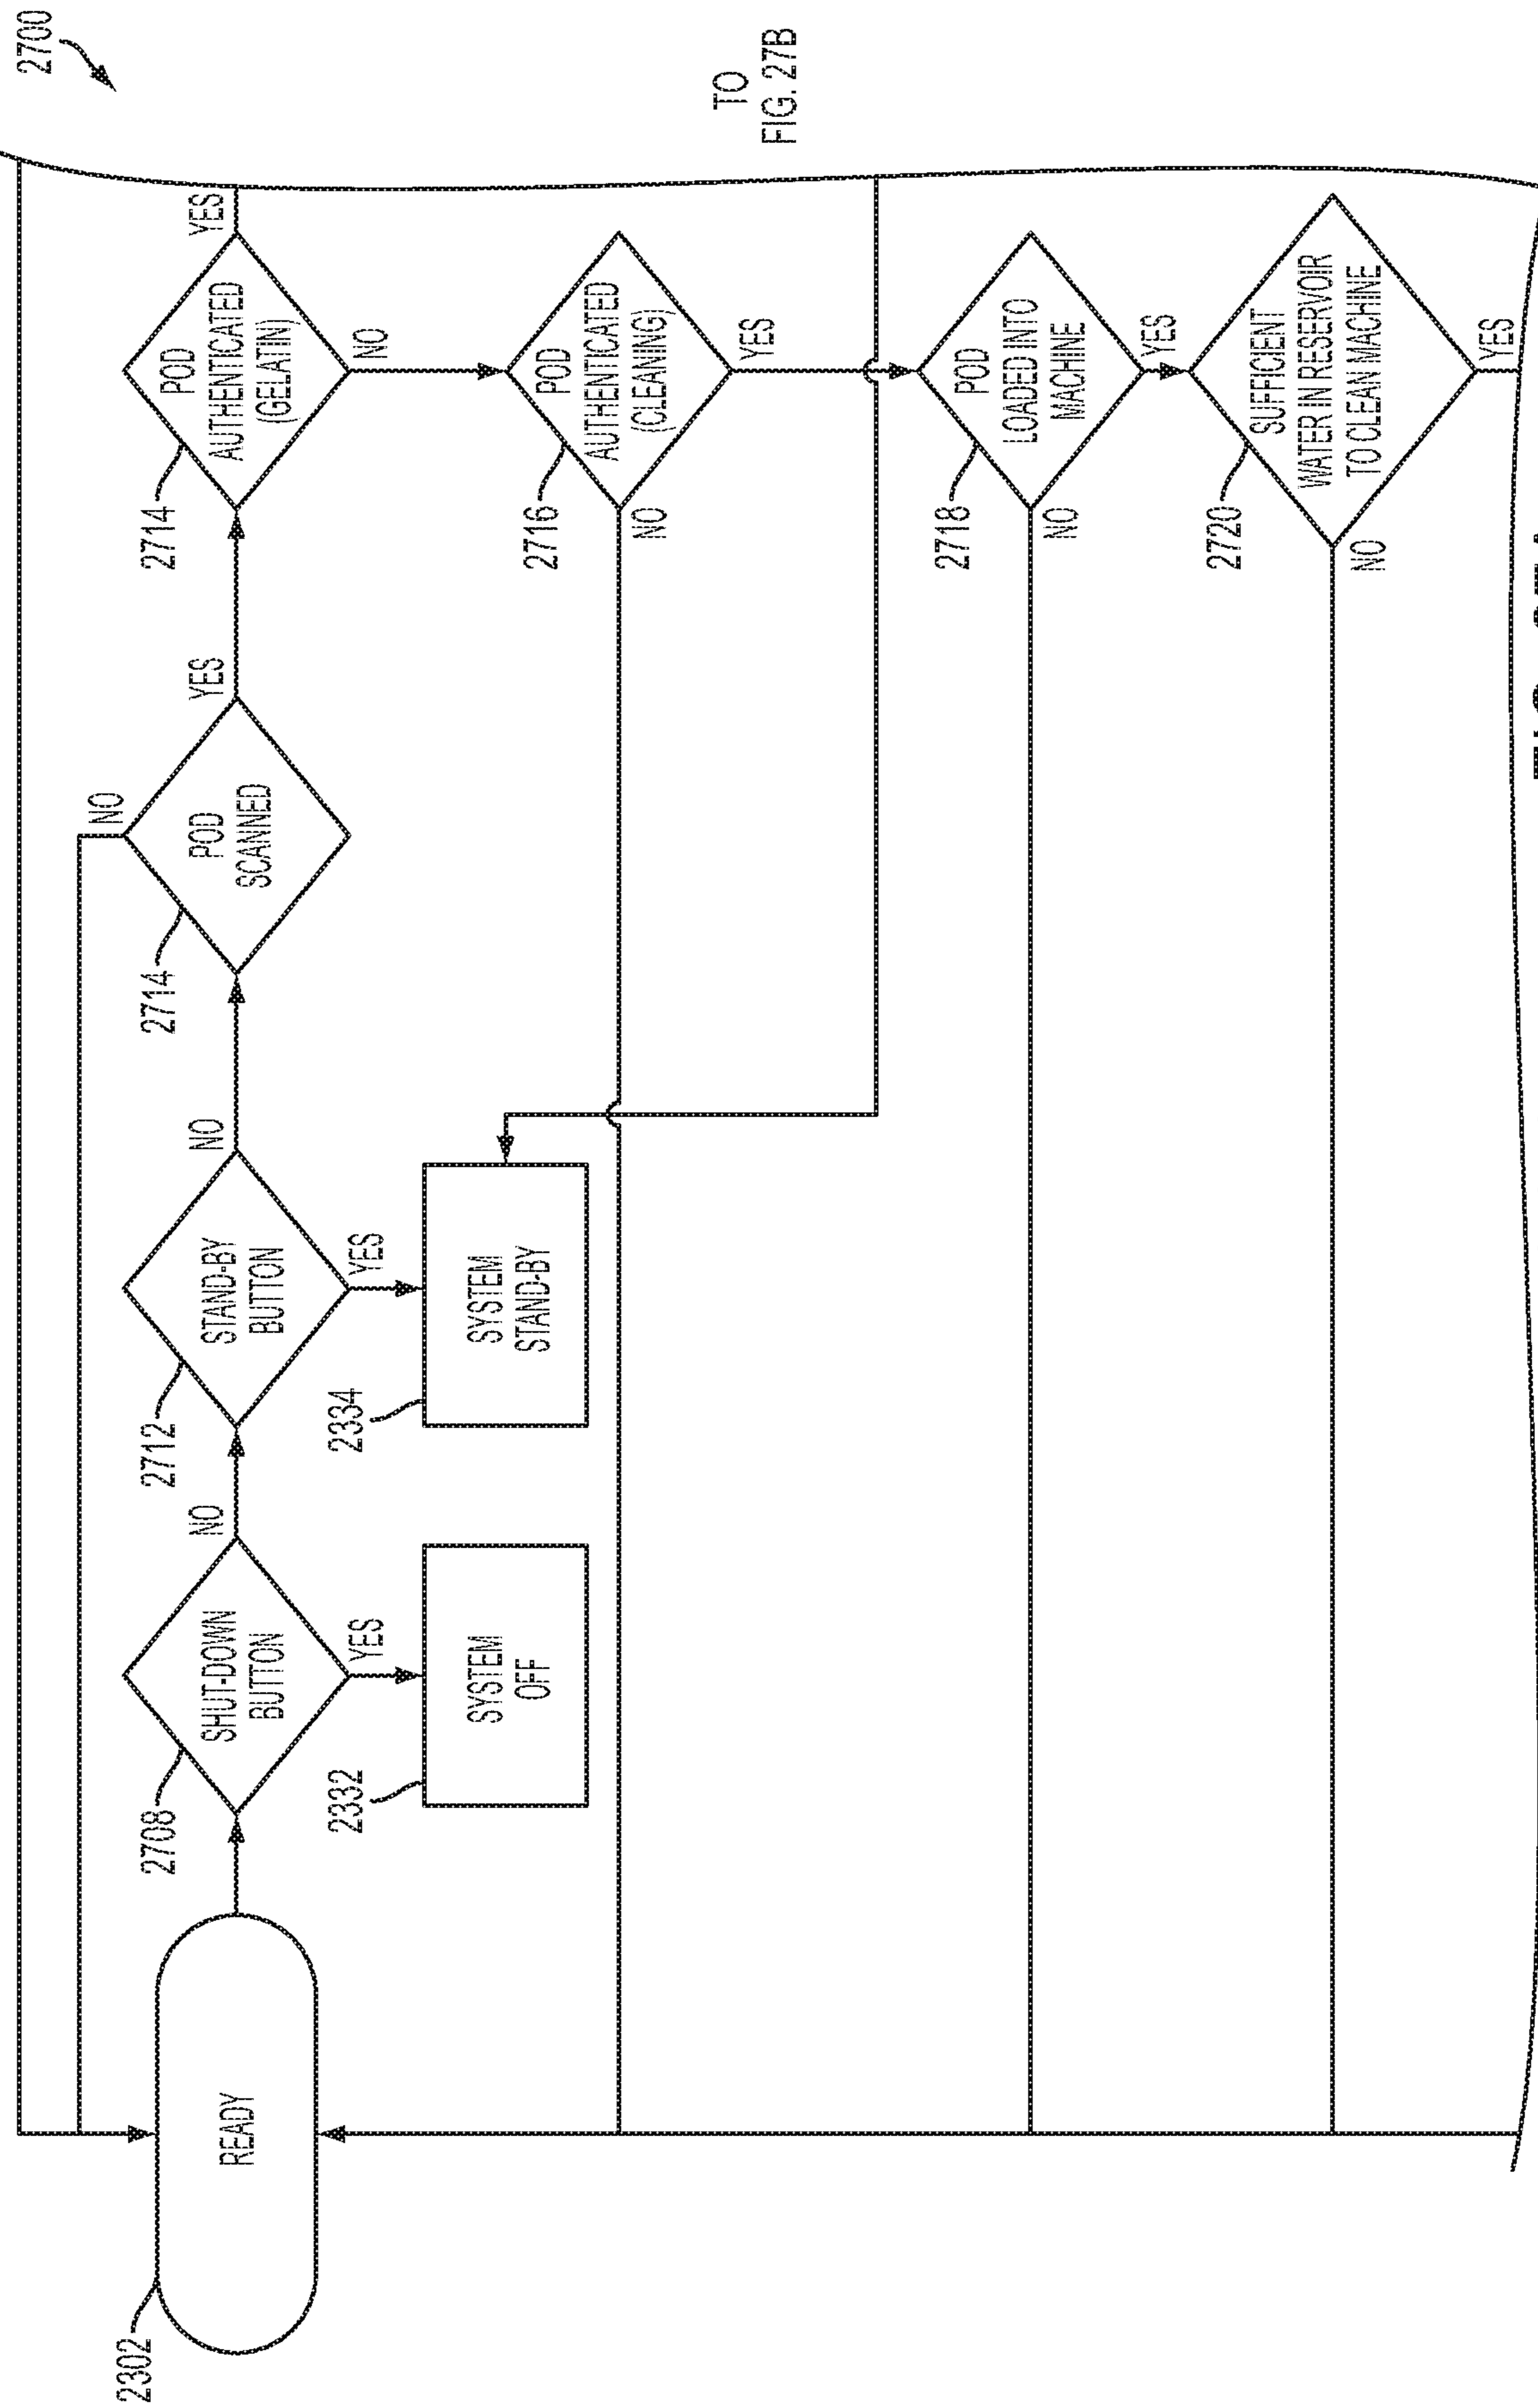 2700
2302
READY
2708
SHUT-DOWN
BUTTON
NO
YES
2332
SYSTEM
OFF
2712
STAND-BY
BUTTON
NO
YES
2334
SYSTEM
STAND-BY
2714
POD
SCANNED
NO
YES
2714
POD
AUTHENTICATED
(GELATIN)
YES
NO
2716
POD
AUTHENTICATED
(CLEANING)
NO
YES
2718
POD
LOADED INTO
MACHINE
NO
YES
2720
SUFFICIENT
WATER IN RESERVOIR
TO CLEAN MACHINE
NO
YES
TO
FIG. 27B